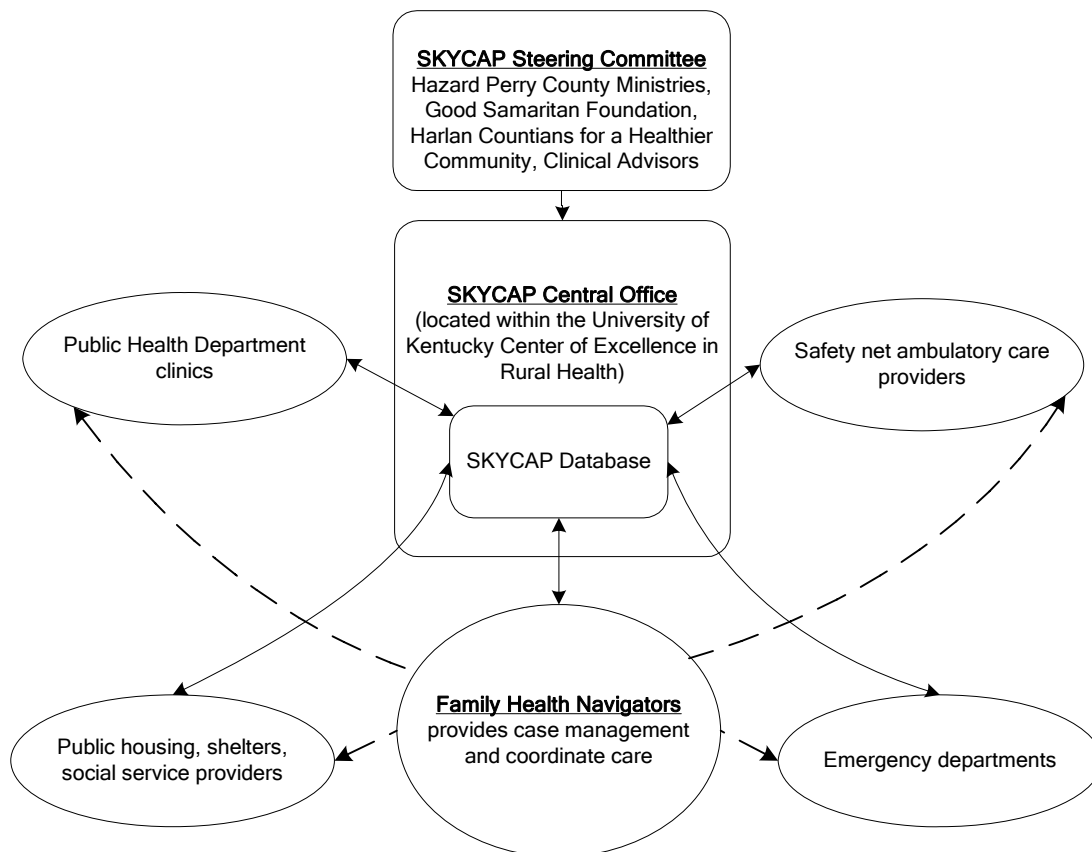 SKYCAP Steering Committee
Hazard Perry County Ministries,
Good Samaritan Foundation,
Harlan Countians for a Healthier
Community, Clinical Advisors
SKYCAP Central Office
(located within the University of
Kentucky Center of Excellence in
Rural Health)
Public Health Department
clinics
Safety net ambulatory care
providers
SKYCAP Database
Family Health Navigators
provides case management
and coordinate care
Public housing, shelters,
social service providers
Emergency departments